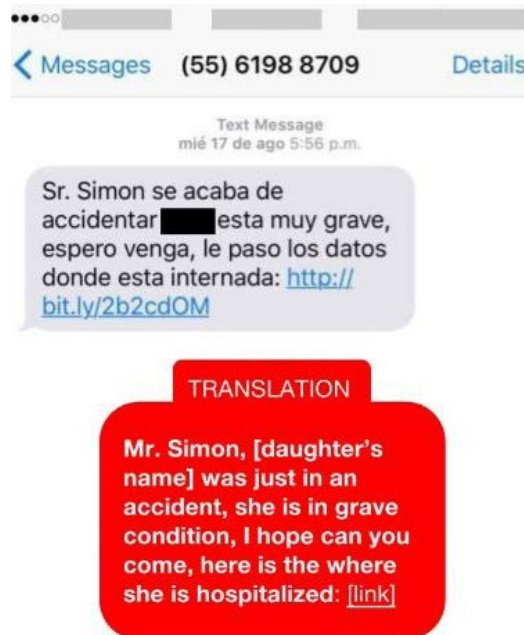 Messages (55) 6198 8709 Details
Text Message
mié 17 de ago 5:56 p.m.
Sr. Simon se acaba de
accidentar esta muy grave,
espero venga, le paso los datos
donde esta internada: http://
bit.ly/2b2cdOM
TRANSLATION
Mr. Simon, [daughter's
name] was just in an
accident, she is in grave
condition, I hope can you
come, here is the where
she is hospitalized: [link]